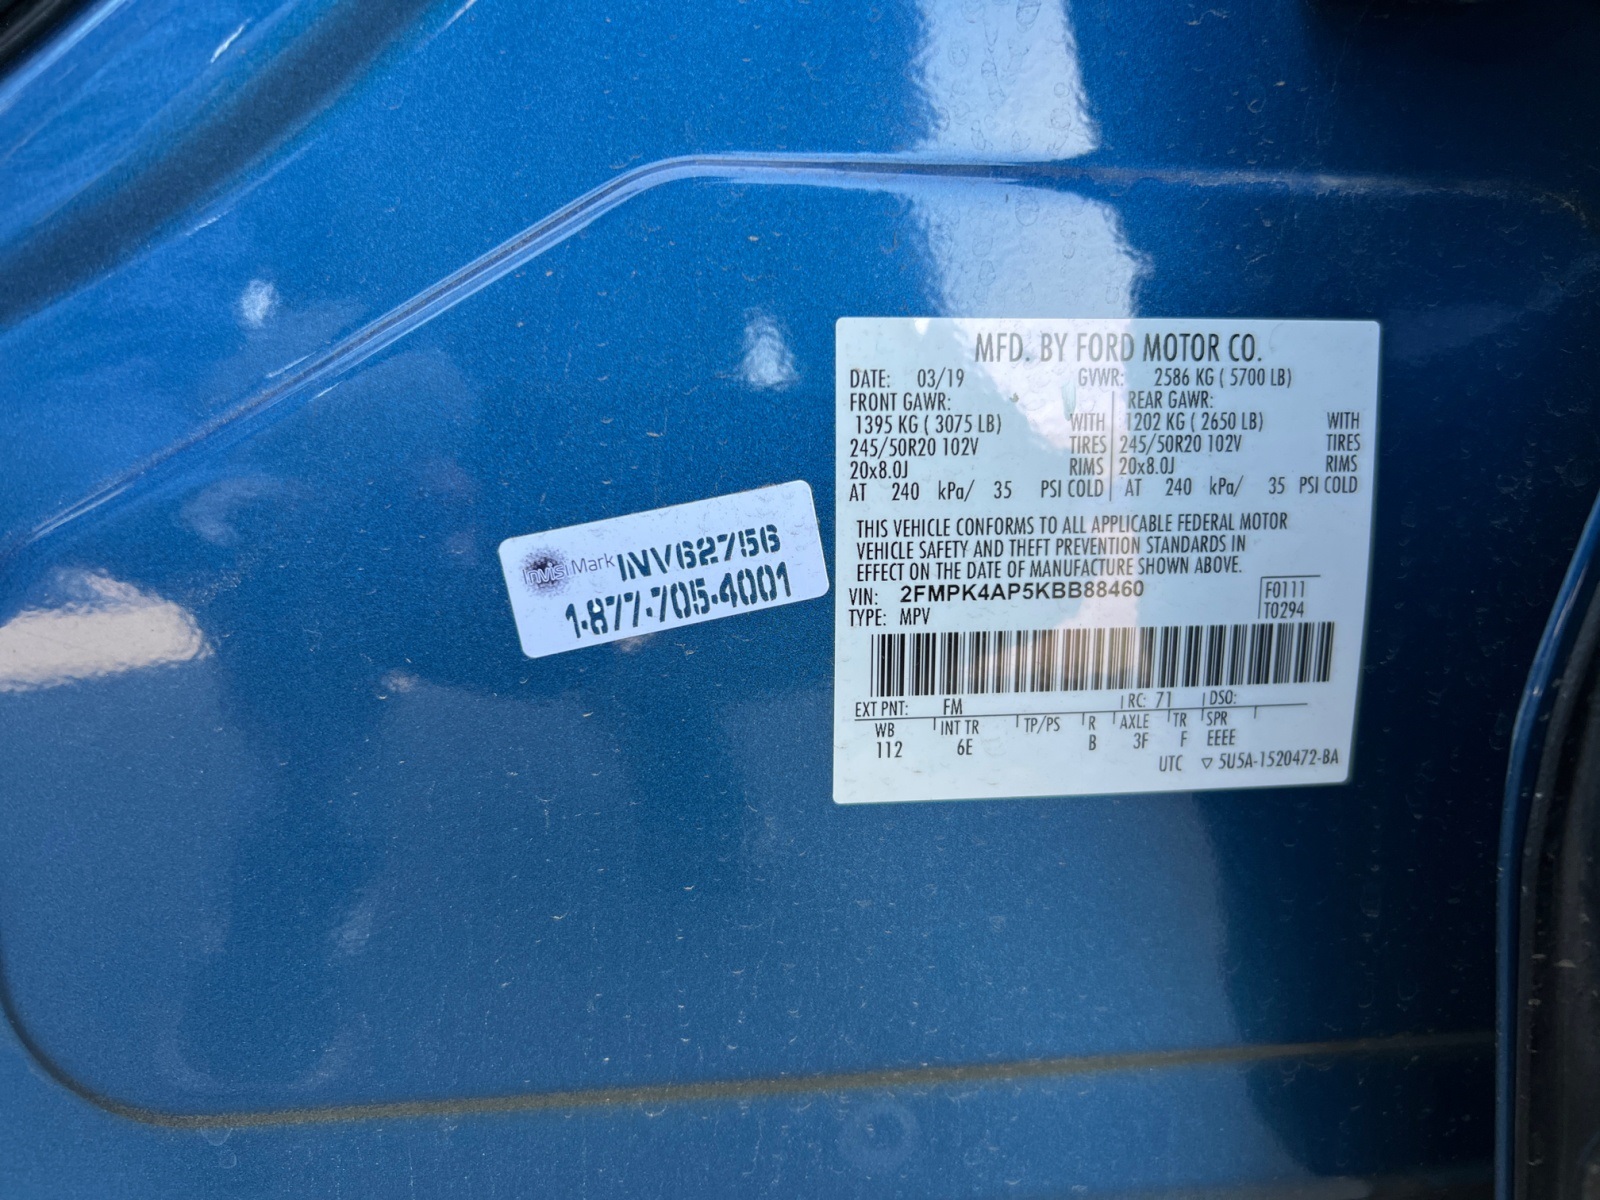 MFD. BY FORD MOTOR CO.
DATE: 03/19 GVWR: 2586 KG ( 5700 LB)
FRONT GAWR: REAR GAWR:
1395 KG ( 3075 LB) WITH 1202 KG ( 2650 LB) WITH
245/50R20 102V TIRES 245/50R20 102V TIRES
20x8.0J RIMS 20x8.0J RIMS
AT 240 kPa/ 35 PSI COLD AT 240 kPa/ 35 PSI COLD
THIS VEHICLE CONFORMS TO ALL APPLICABLE FEDERAL MOTOR
VEHICLE SAFETY AND THEFT PREVENTION STANDARDS IN
EFFECT ON THE DATE OF MANUFACTURE SHOWN ABOVE.
VIN: 2FMPK4AP5KBB88460 F0111
TYPE: MPV T0294
EXT PNT: FM RC: 71 DSO:
WB INT TR TP/PS R AXLE TR SPR
112 6E B 3F F EEEE
UTC ▽ 5U5A-1520472-BA
InvisiMark INV62756
1-877-705-4001